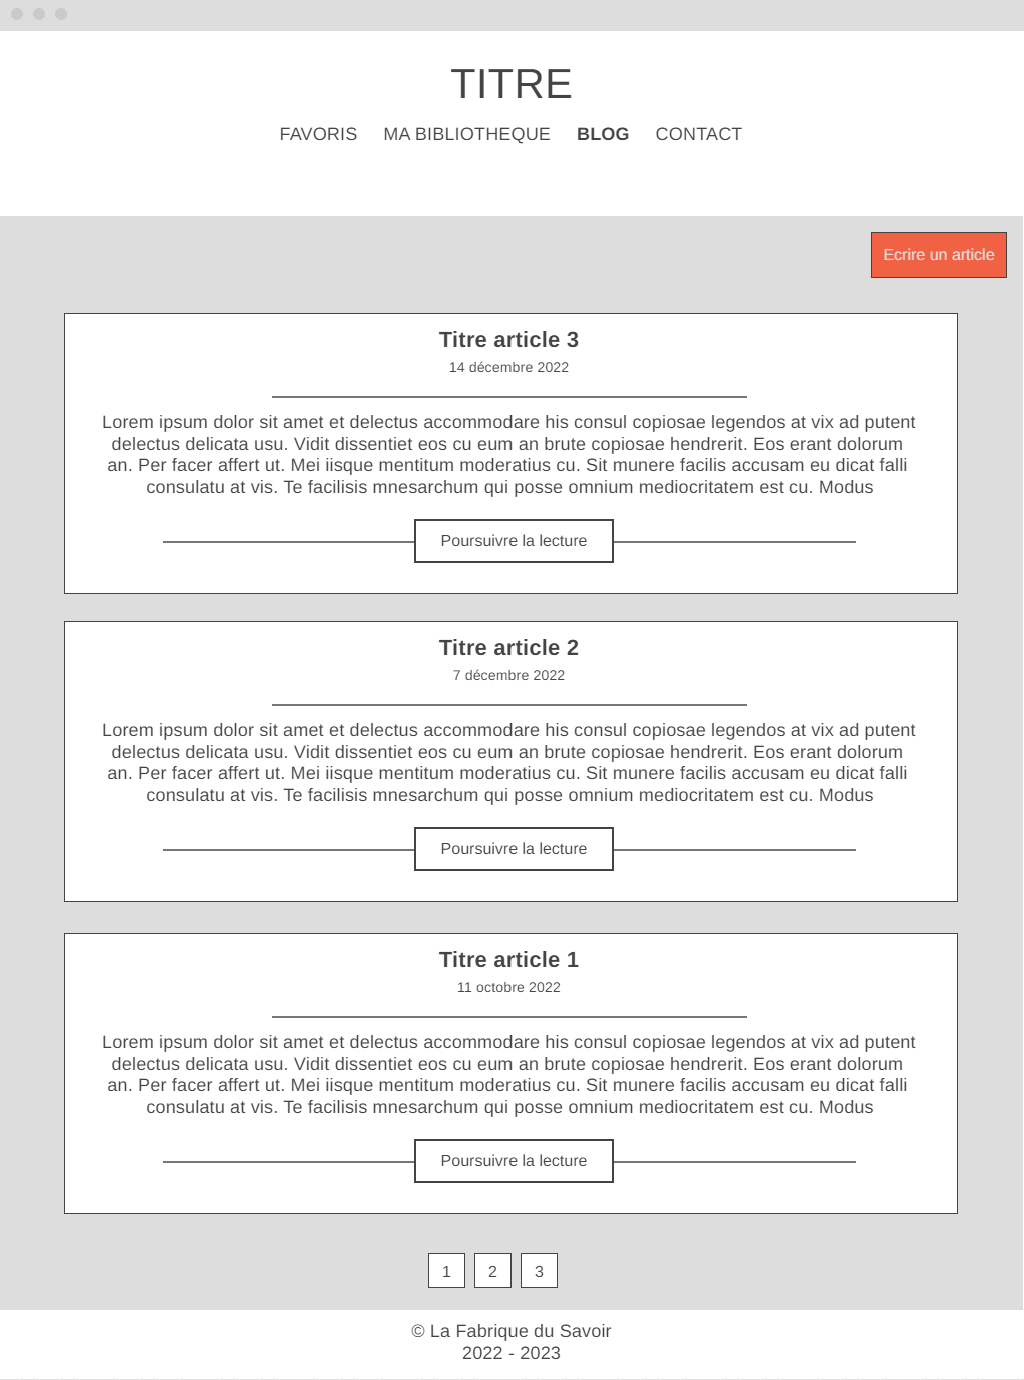 TITRE
FAVORIS MA BIBLIOTHEQUE BLOG CONTACT
Ecrire un article
Titre article 3
14 décembre 2022
Lorem ipsum dolor sit amet et delectus accommodare his consul copiosae legendos at vix ad putent
delectus delicata usu. Vidit dissentiet eos cu eum an brute copiosae hendrerit. Eos erant dolorum
an. Per facer affert ut. Mei iisque mentitum moderatius cu. Sit munere facilis accusam eu dicat falli
consulatu at vis. Te facilisis mnesarchum qui posse omnium mediocritatem est cu. Modus
Poursuivre la lecture
Titre article 2
7 décembre 2022
Lorem ipsum dolor sit amet et delectus accommodare his consul copiosae legendos at vix ad putent
delectus delicata usu. Vidit dissentiet eos cu eum an brute copiosae hendrerit. Eos erant dolorum
an. Per facer affert ut. Mei iisque mentitum moderatius cu. Sit munere facilis accusam eu dicat falli
consulatu at vis. Te facilisis mnesarchum qui posse omnium mediocritatem est cu. Modus
Poursuivre la lecture
Titre article 1
11 octobre 2022
Lorem ipsum dolor sit amet et delectus accommodare his consul copiosae legendos at vix ad putent
delectus delicata usu. Vidit dissentiet eos cu eum an brute copiosae hendrerit. Eos erant dolorum
an. Per facer affert ut. Mei iisque mentitum moderatius cu. Sit munere facilis accusam eu dicat falli
consulatu at vis. Te facilisis mnesarchum qui posse omnium mediocritatem est cu. Modus
Poursuivre la lecture
1 2 3
© La Fabrique du Savoir
2022 - 2023